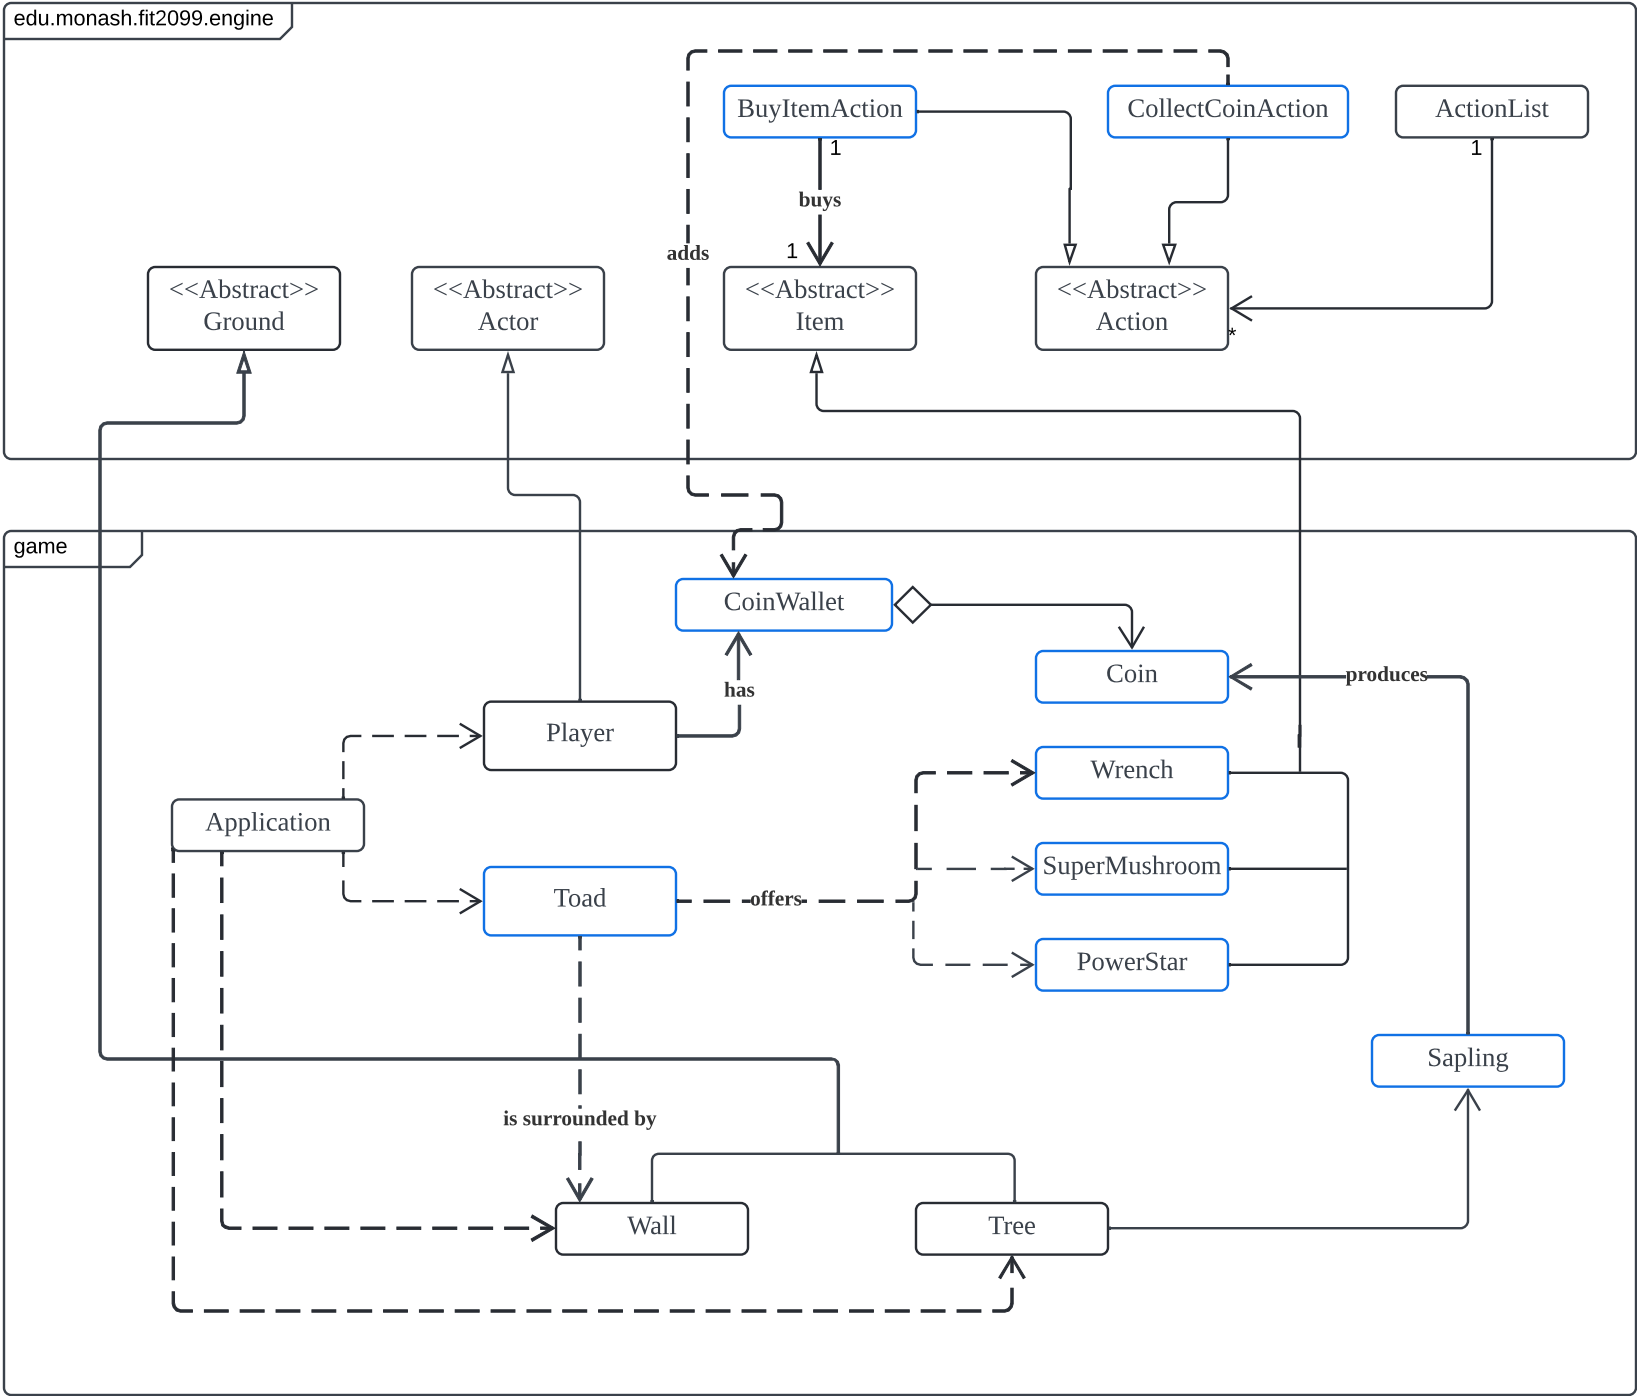 edu.monash.fit2099.engine
BuyItemAction
CollectCoinAction
ActionList
1
1
buys
adds
1
<<Abstract>>
Ground
<<Abstract>>
Actor
<<Abstract>>
Item
<<Abstract>>
Action
*
game
CoinWallet
Coin
produces
has
Player
Wrench
Application
SuperMushroom
Toad
offers
PowerStar
Sapling
is surrounded by
Wall
Tree